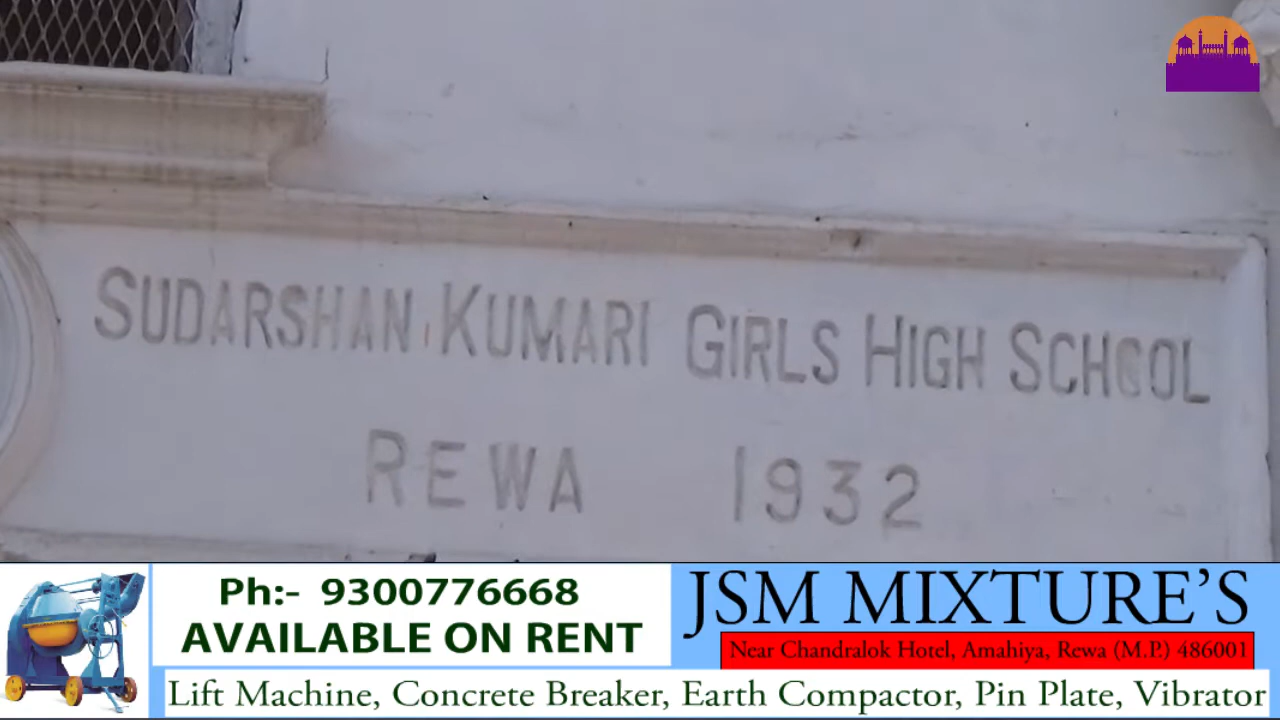 SUDARSHAN KUMARI GIRLS HIGH SCHOOL
REWA 1932
Ph:- 9300776668
AVAILABLE ON RENT
JSM MIXTURE'S
Near Chandralok Hotel, Amahiya, Rewa (M.P.) 486001
Lift Machine, Concrete Breaker, Earth Compactor, Pin Plate, Vibrator